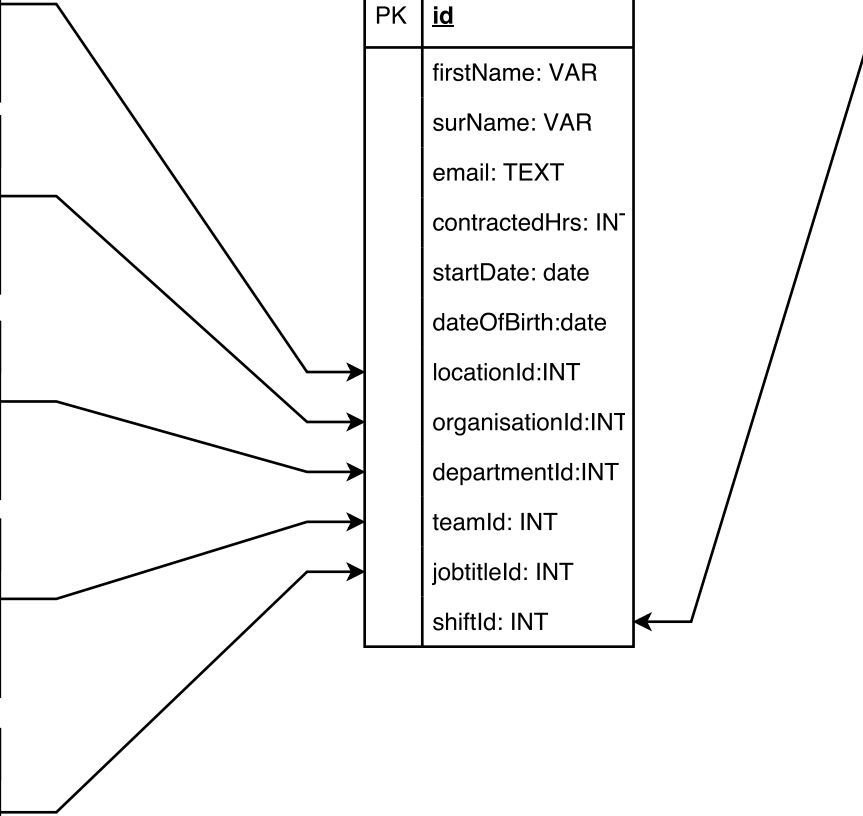 PK id
firstName: VAR
surName: VAR
email: TEXT
contractedHrs: IN
startDate: date
dateOfBirth:date
locationId:INT
organisationId:INT
departmentId:INT
teamId: INT
jobtitleId: INT
shiftId: INT